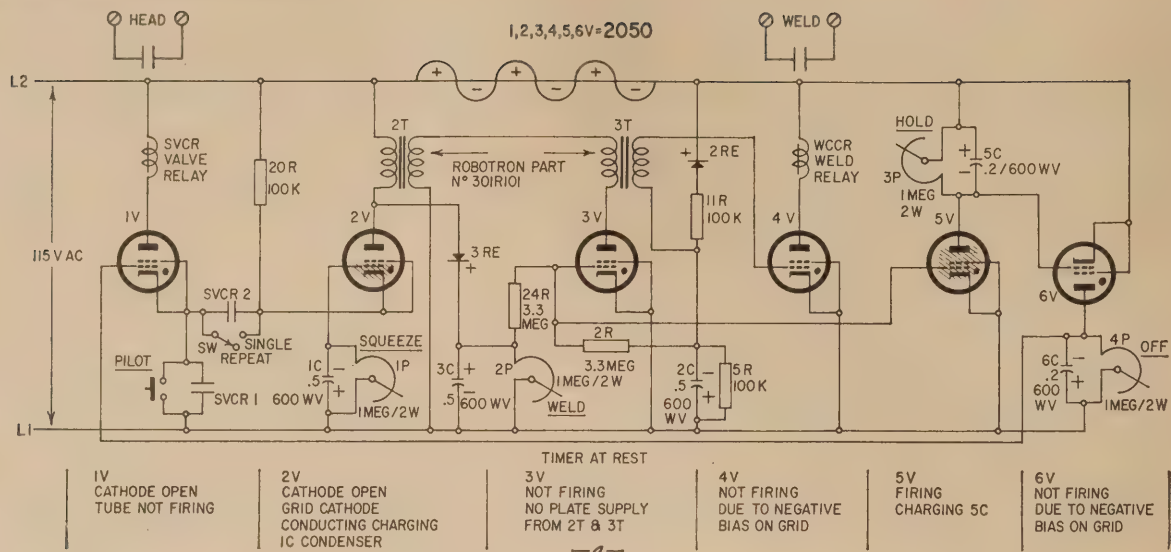 HEAD
1,2,3,4,5,6V=2050
WELD
L2
+
+
+
-
-
-
2T
3T
SVCR
VALVE
RELAY
20R
100K
ROBOTRON PART
Nº 301R101
+
2RE
11R
100K
WCCR
WELD
RELAY
HOLD
3P
1 MEG
2W
+
-
5C
.2/600WV
1V
2V
3V
4V
5V
6V
115V AC
3RE
+
SVCR 2
SW
SINGLE
REPEAT
PILOT
SVCR 1
SQUEEZE
1C
.5
600 WV
-
+
1P
1MEG/2W
24R
3.3
MEG
2R
3.3MEG
3C
.5
+
-
600WV
2P
1MEG/2W
WELD
2C
.5
600
WV
-
+
5R
100K
6C
.2
600
WV
-
+
4P
OFF
1MEG/2W
L1
TIMER AT REST
1V
CATHODE OPEN
TUBE NOT FIRING
2V
CATHODE OPEN
GRID CATHODE
CONDUCTING CHARGING
1C CONDENSER
3V
NOT FIRING
NO PLATE SUPPLY
FROM 2T & 3T
4V
NOT FIRING
DUE TO NEGATIVE
BIAS ON GRID
5V
FIRING
CHARGING 5C
6V
NOT FIRING
DUE TO NEGATIVE
BIAS ON GRID